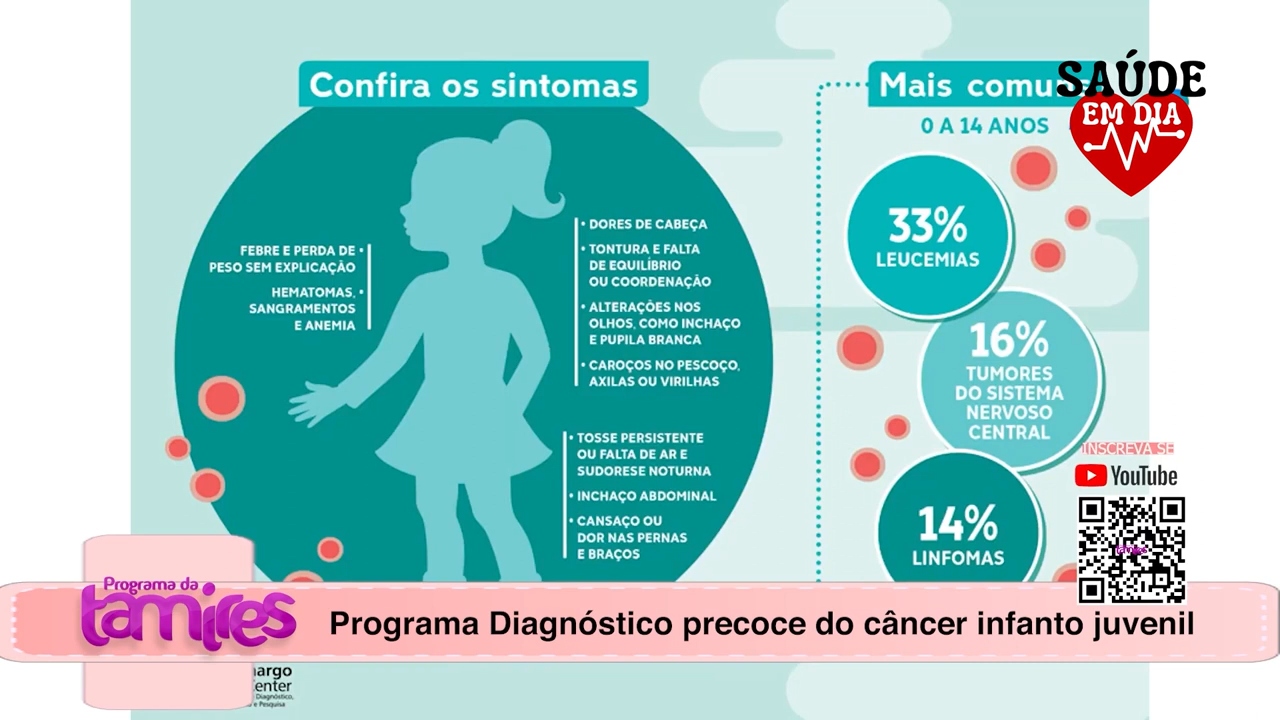 Confira os sintomas
FEBRE E PERDA DE
PESO SEM EXPLICAÇÃO
HEMATOMAS,
SANGRAMENTOS
E ANEMIA
DORES DE CABEÇA
TONTURA E FALTA
DE EQUILÍBRIO
OU COORDENAÇÃO
ALTERAÇÕES NOS
OLHOS, COMO INCHAÇO
E PUPILA BRANCA
CAROÇOS NO PESCOÇO,
AXILAS OU VIRILHAS
TOSSE PERSISTENTE
OU FALTA DE AR E
SUDORESE NOTURNA
INCHAÇO ABDOMINAL
CANSAÇO OU
DOR NAS PERNAS
E BRAÇOS
Mais
0 A 14 ANOS
33%
LEUCEMIAS
16%
TUMORES
DO SISTEMA
NERVOSO
CENTRAL
14%
LINFOMAS
SAÚDE
EM DIA
INSCREVA SE
YouTube
tamires
Programa da
tamires
Programa Diagnóstico precoce do câncer infanto juvenil
Diagnóstico,
e Pesquisa